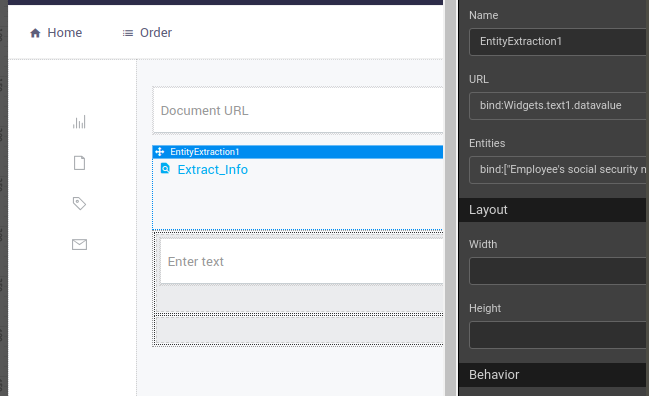 Home
Order
Document URL
EntityExtraction1
Extract_Info
Enter text
Name
EntityExtraction1
URL
bind:Widgets.text1.datavalue
Entities
bind:["Employee's social security n
Layout
Width
Height
Behavior